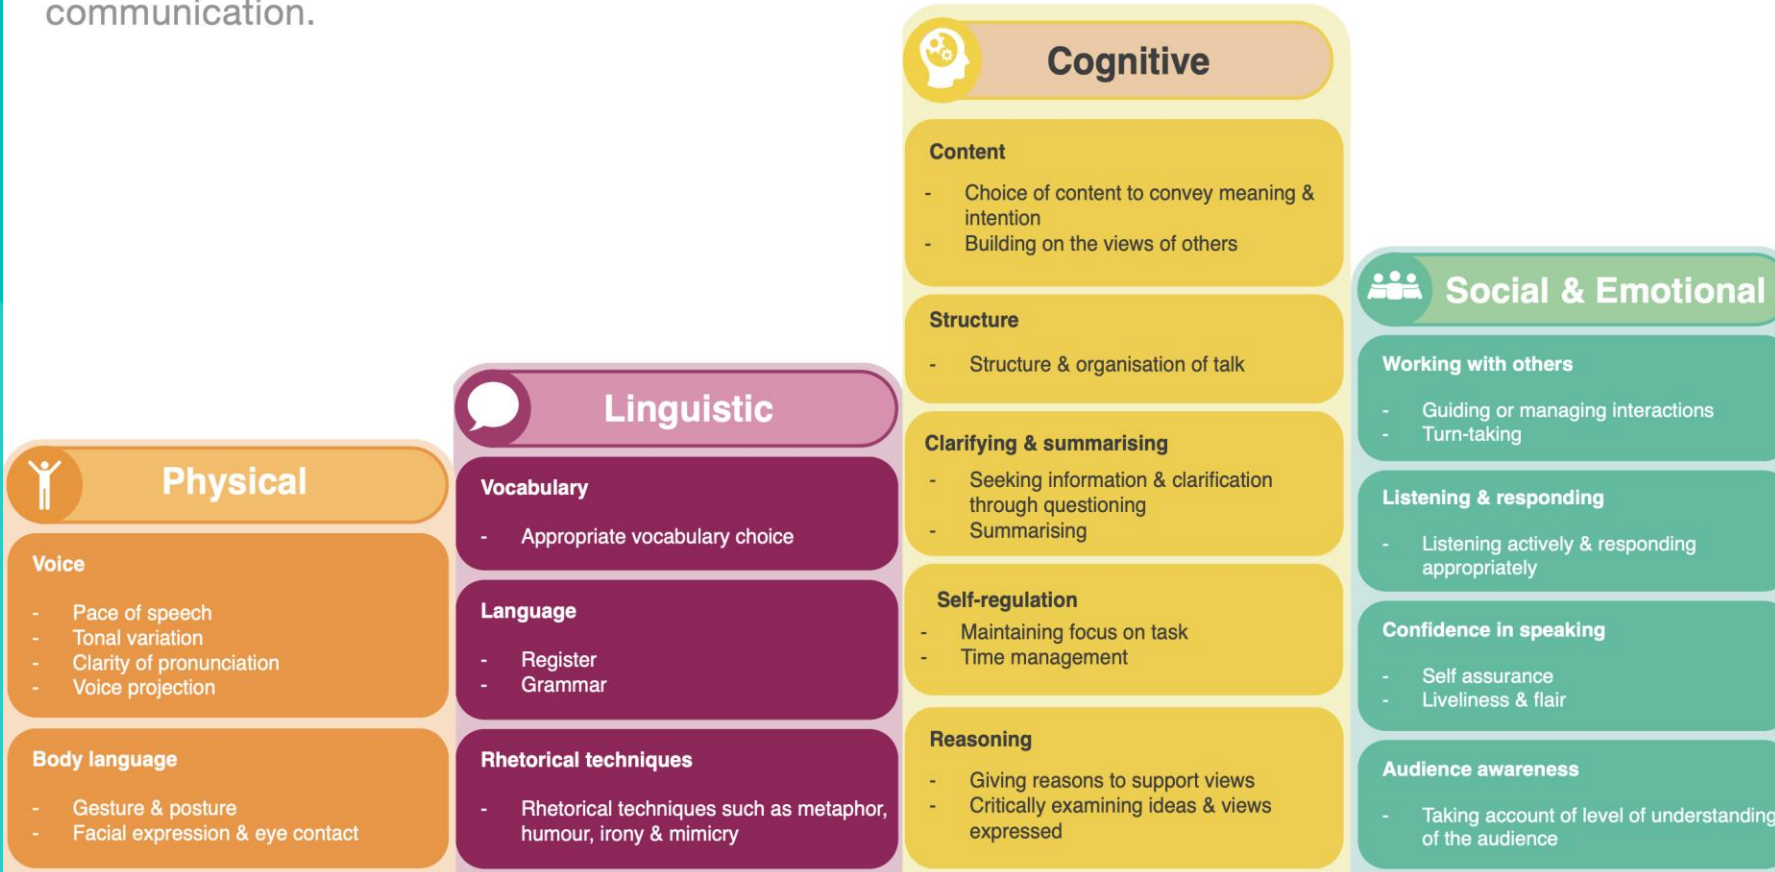 communication.
Physical
Voice
- Pace of speech
- Tonal variation
- Clarity of pronunciation
- Voice projection
Body language
- Gesture & posture
- Facial expression & eye contact
Linguistic
Vocabulary
- Appropriate vocabulary choice
Language
- Register
- Grammar
Rhetorical techniques
- Rhetorical techniques such as metaphor,
humour, irony & mimicry
Cognitive
Content
- Choice of content to convey meaning &
intention
- Building on the views of others
Structure
- Structure & organisation of talk
Clarifying & summarising
- Seeking information & clarification
through questioning
- Summarising
Self-regulation
- Maintaining focus on task
- Time management
Reasoning
- Giving reasons to support views
- Critically examining ideas & views
expressed
Social & Emotional
Working with others
- Guiding or managing interactions
- Turn-taking
Listening & responding
- Listening actively & responding
appropriately
Confidence in speaking
- Self assurance
- Liveliness & flair
Audience awareness
- Taking account of level of understanding
of the audience